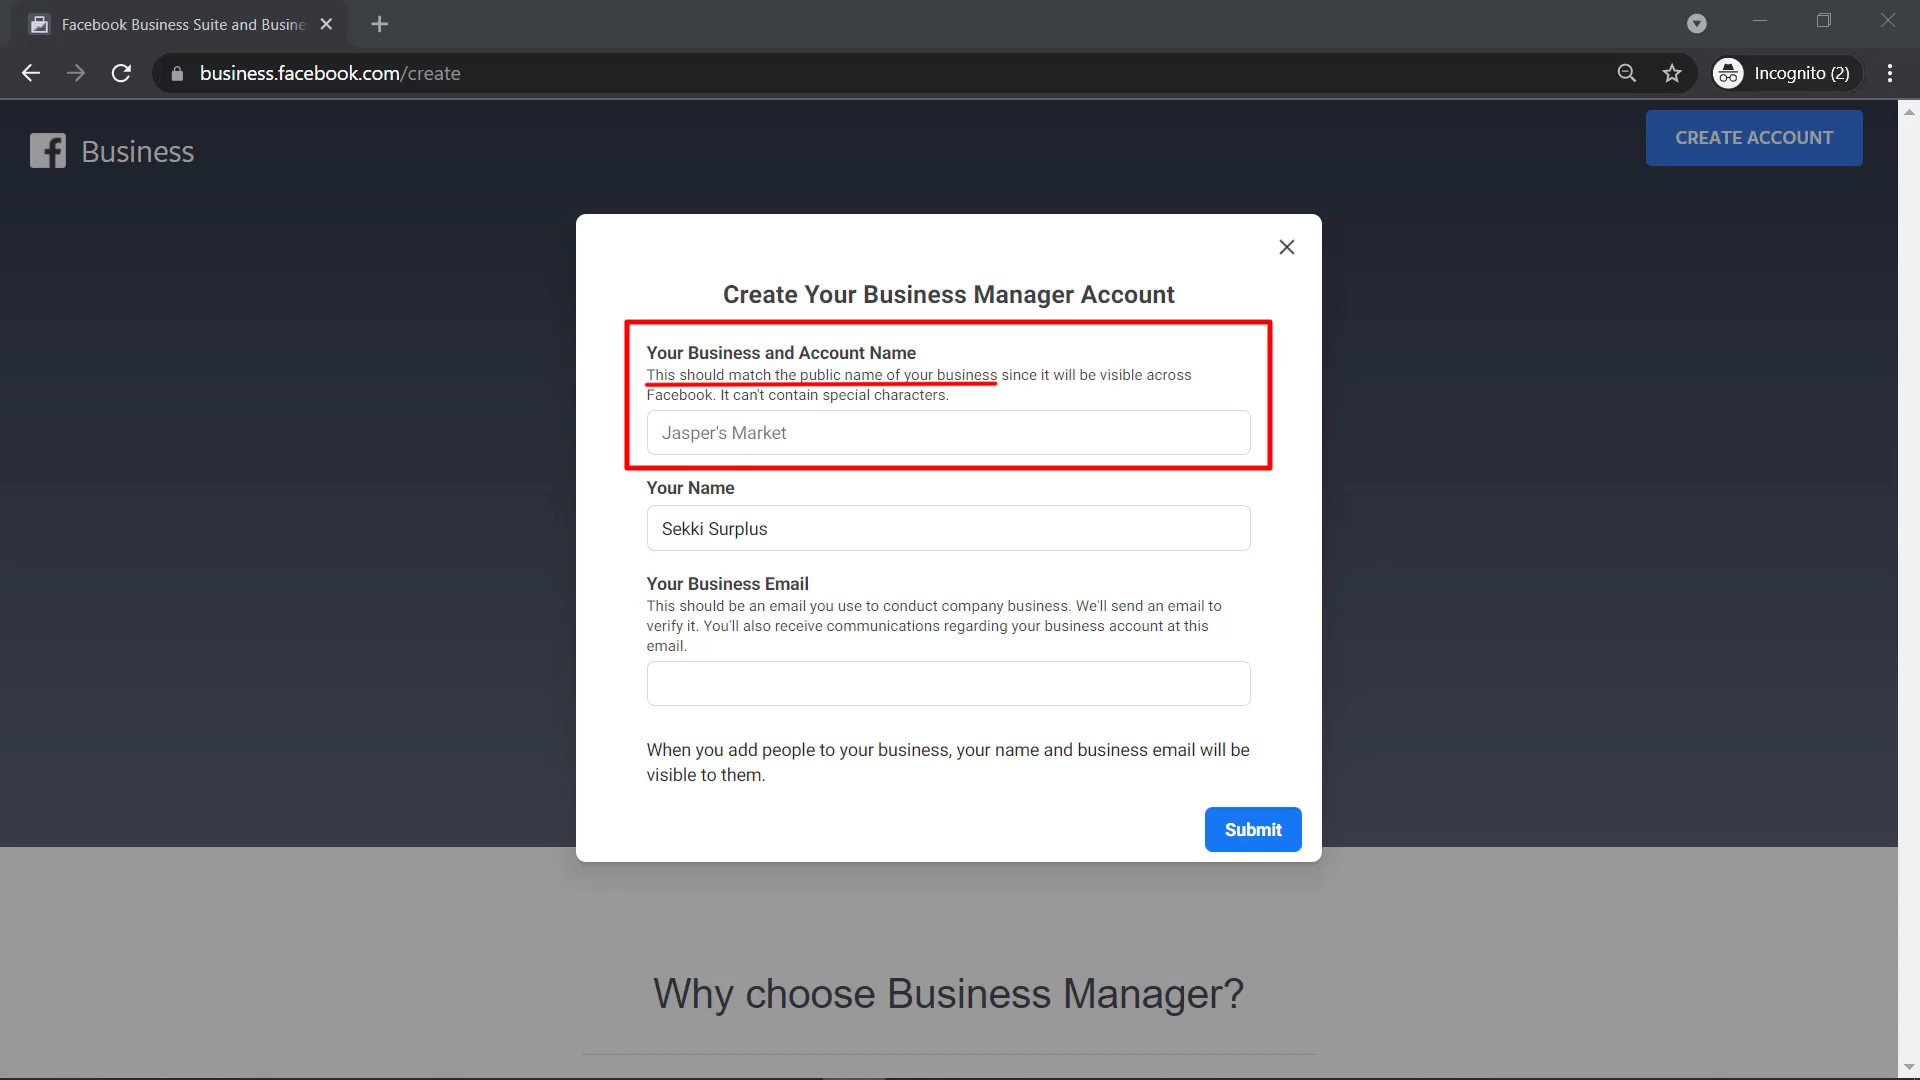 Facebook Business Suite and Busine
business.facebook.com/create
Incognito (2)
Business
CREATE ACCOUNT
Create Your Business Manager Account
Your Business and Account Name
This should match the public name of your business since it will be visible across
Facebook. It can't contain special characters.
Jasper's Market
Your Name
Sekki Surplus
Your Business Email
This should be an email you use to conduct company business. We'll send an email to
verify it. You'll also receive communications regarding your business account at this
email.
When you add people to your business, your name and business email will be
visible to them.
Submit
Why choose Business Manager?